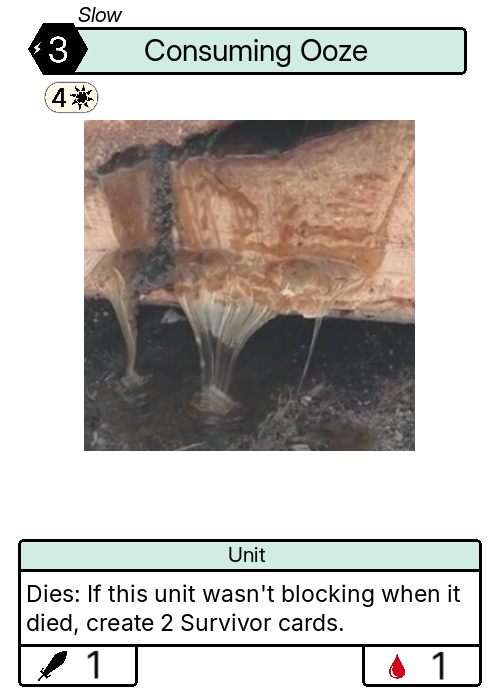 Slow
3
Consuming Ooze
4
Unit
Dies: If this unit wasn't blocking when it
died, create 2 Survivor cards.
1
1